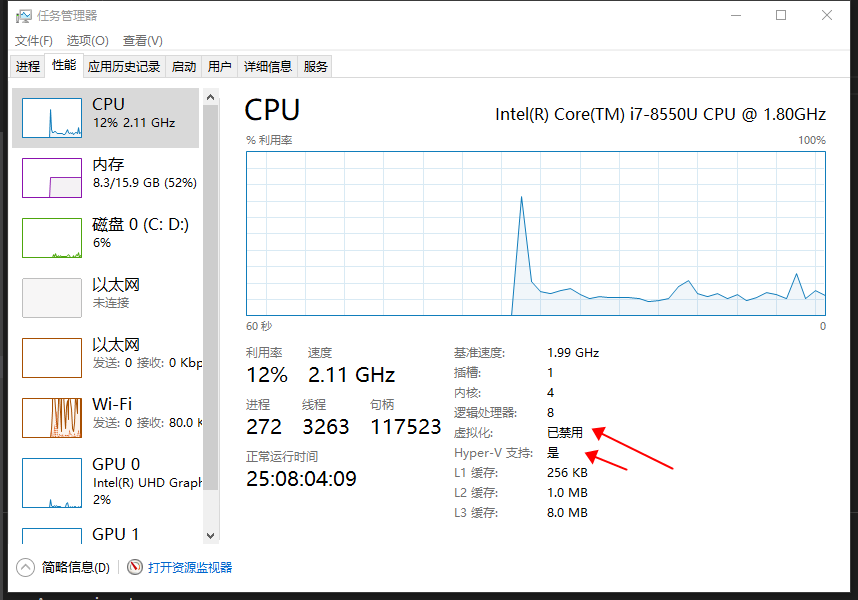 任务管理器
文件(F) 选项(O) 查看(V)
进程 性能 应用历史记录 启动 用户 详细信息 服务
CPU
12% 2.11 GHz
内存
8.3/15.9 GB (52%)
磁盘 0 (C: D:)
6%
以太网
未连接
以太网
发送: 0 接收: 0 Kbp
Wi-Fi
发送: 0 接收: 80.0 K
GPU 0
Intel(R) UHD Graph
2%
GPU 1
CPU
Intel(R) Core(TM) i7-8550U CPU @ 1.80GHz
% 利用率 100%
60 秒 0
利用率 速度
12% 2.11 GHz
进程 线程 句柄
272 3263 117523
正常运行时间
25:08:04:09
基准速度: 1.99 GHz
插槽: 1
内核: 4
逻辑处理器: 8
虚拟化: 已禁用
Hyper-V 支持: 是
L1 缓存: 256 KB
L2 缓存: 1.0 MB
L3 缓存: 8.0 MB
简略信息(D) 打开资源监视器